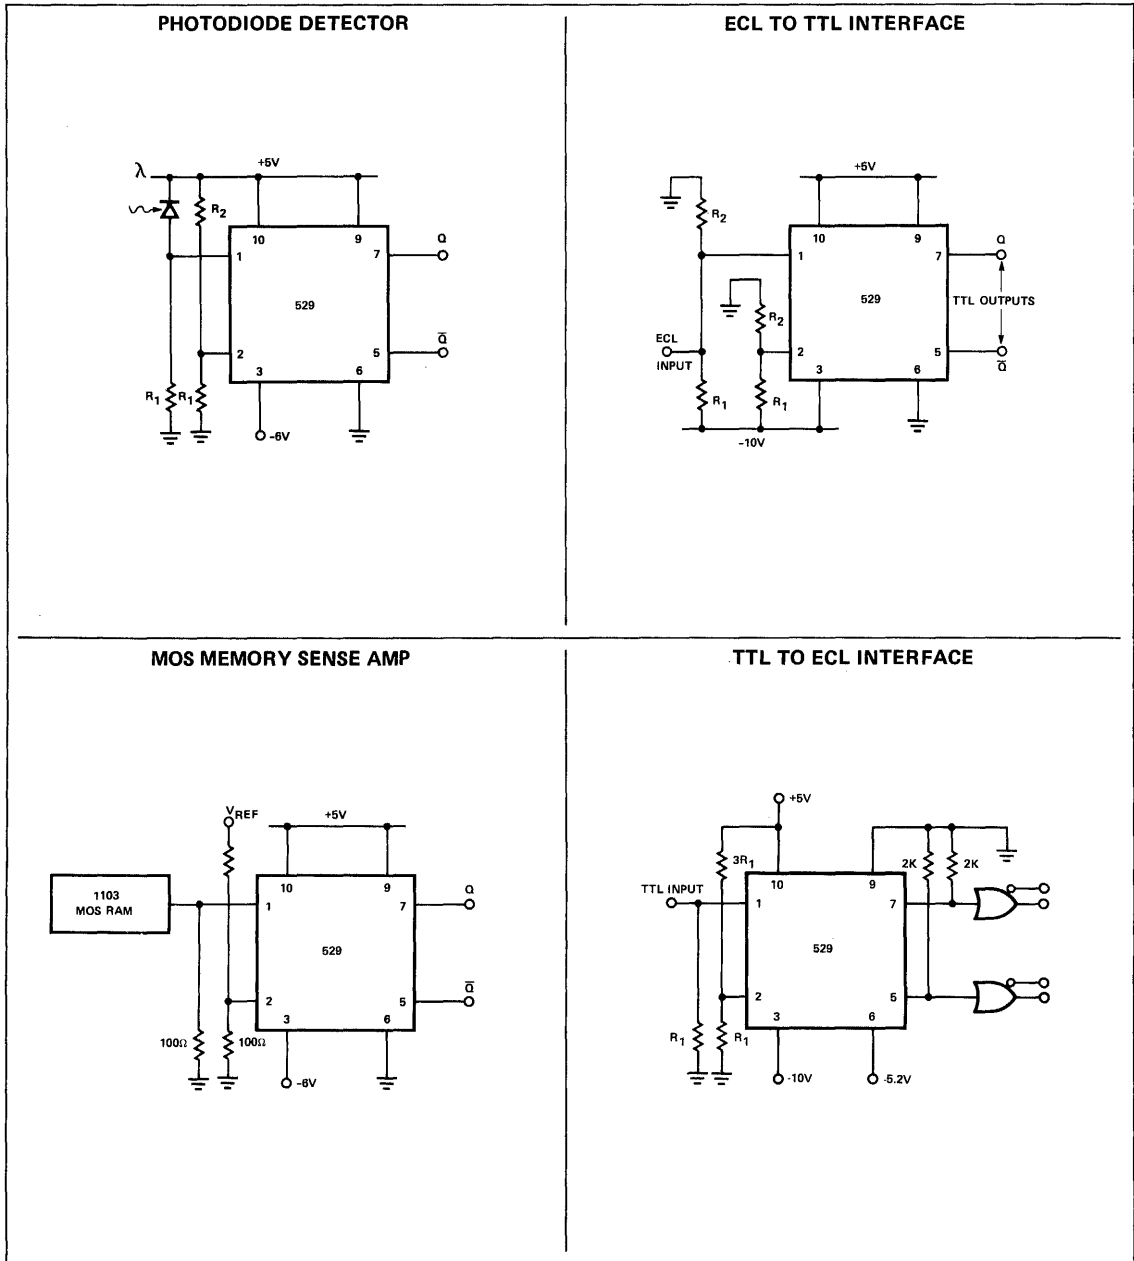 PHOTODIODE DETECTOR
λ
+5V
R2
10
9
1
7
Q
529
2
5
Q̅
3
6
R1
R1
-6V
ECL TO TTL INTERFACE
+5V
R2
10
9
1
7
Q
529
TTL OUTPUTS
R2
ECL
INPUT
2
5
Q̅
3
6
R1
R1
-10V
MOS MEMORY SENSE AMP
VREF
+5V
10
9
1103
MOS RAM
1
7
Q
529
2
5
Q̅
3
6
100Ω
100Ω
-6V
TTL TO ECL INTERFACE
+5V
3R1
2K
2K
10
9
TTL INPUT
1
7
529
2
5
3
6
R1
R1
-10V
-5.2V